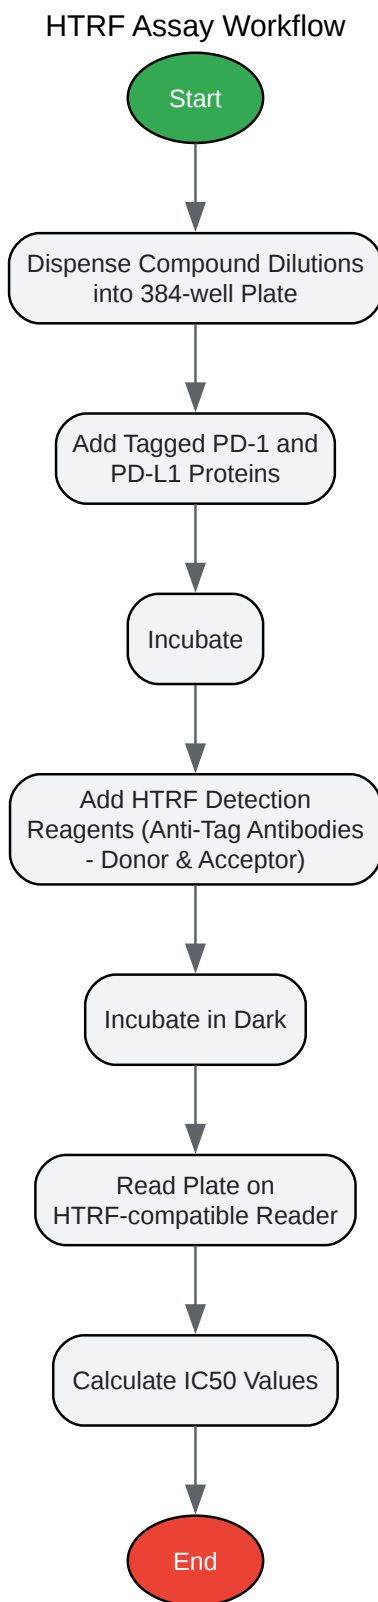 HTRF Assay Workflow
Start
Dispense Compound Dilutions
into 384-well Plate
Add Tagged PD-1 and
PD-L1 Proteins
Incubate
Add HTRF Detection
Reagents (Anti-Tag Antibodies
- Donor & Acceptor)
Incubate in Dark
Read Plate on
HTRF-compatible Reader
Calculate IC50 Values
End